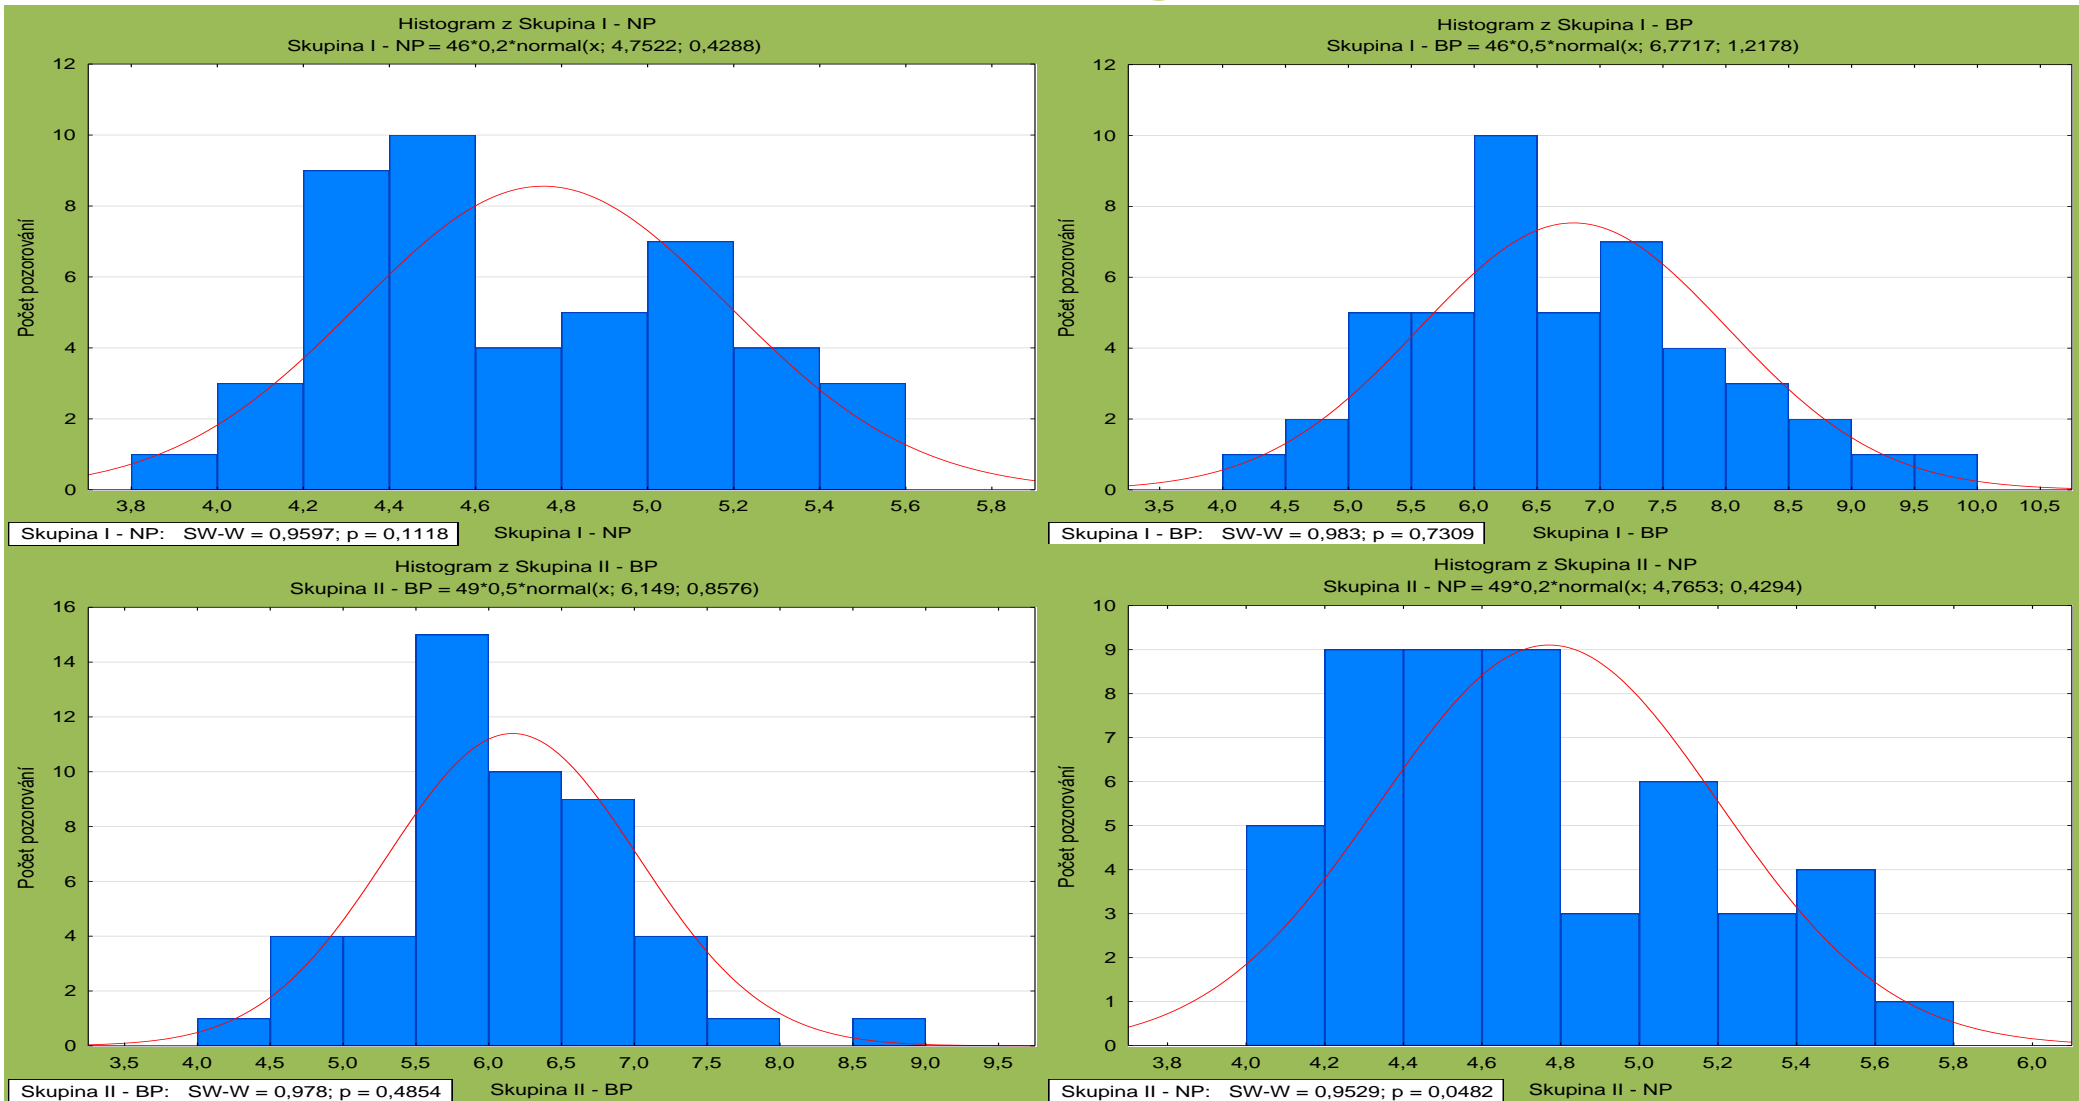 Histogram z Skupina I - NP
Skupina I - NP = 46*0,2*normal(x; 4,7522; 0,4288)
12
10
8
6
4
2
0
Počet pozorování
3,8 4,0 4,2 4,4 4,6 4,8 5,0 5,2 5,4 5,6 5,8
Skupina I - NP: SW-W = 0,9597; p = 0,1118
Skupina I - NP
Histogram z Skupina I - BP
Skupina I - BP = 46*0,5*normal(x; 6,7717; 1,2178)
12
10
8
6
4
2
0
Počet pozorování
3,5 4,0 4,5 5,0 5,5 6,0 6,5 7,0 7,5 8,0 8,5 9,0 9,5 10,0 10,5
Skupina I - BP: SW-W = 0,983; p = 0,7309
Skupina I - BP
Histogram z Skupina II - BP
Skupina II - BP = 49*0,5*normal(x; 6,149; 0,8576)
16
14
12
10
8
6
4
2
0
Počet pozorování
3,5 4,0 4,5 5,0 5,5 6,0 6,5 7,0 7,5 8,0 8,5 9,0 9,5
Skupina II - BP: SW-W = 0,978; p = 0,4854
Skupina II - BP
Histogram z Skupina II - NP
Skupina II - NP = 49*0,2*normal(x; 4,7653; 0,4294)
10
9
8
7
6
5
4
3
2
1
0
Počet pozorování
3,8 4,0 4,2 4,4 4,6 4,8 5,0 5,2 5,4 5,6 5,8 6,0
Skupina II - NP: SW-W = 0,9529; p = 0,0482
Skupina II - NP